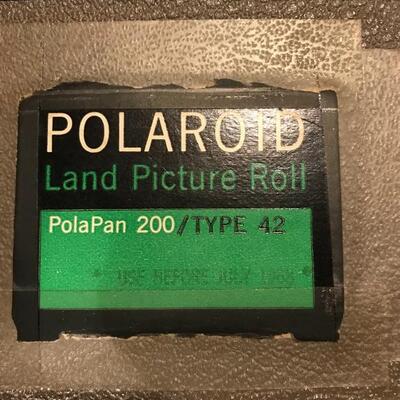 POLAROID
Land Picture Roll
PolaPan 200/TYPE 42
* USE BEFORE JULY *